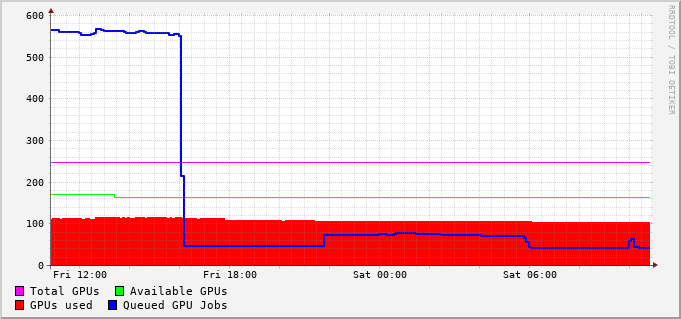 600
500
400
300
200
100
0
Fri 12:00 Fri 18:00 Sat 00:00 Sat 06:00
Total GPUs Available GPUs
GPUs used Queued GPU Jobs
RRDTOOL / TOBI OETIKER